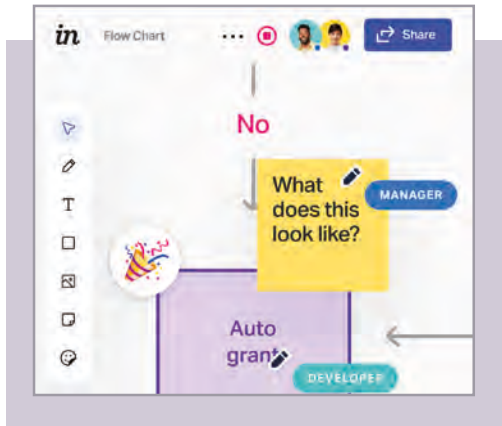 in Flow Chart Share
No
What
does this
look like?
MANAGER
T
Auto
grant
DEVELOPER